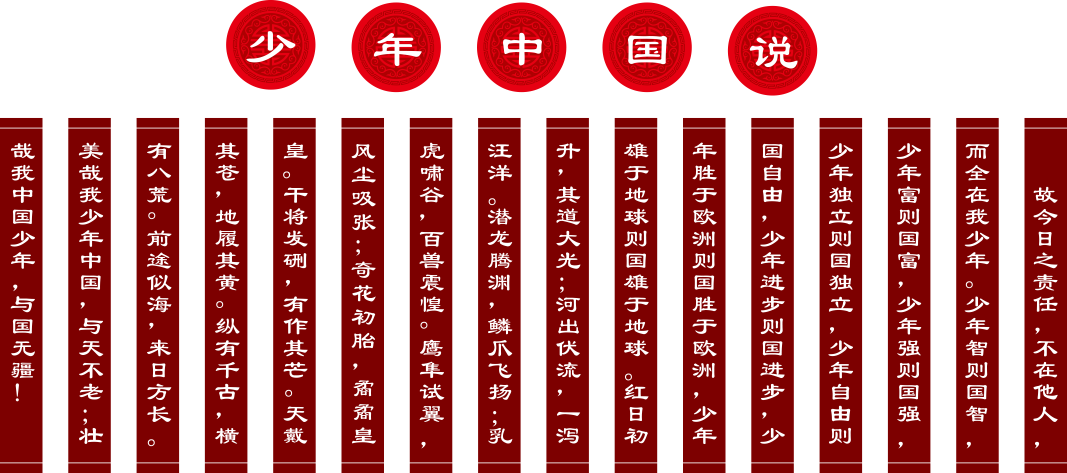 少年中国说
故今日之责任，不在他人，
而全在我少年。少年智则国智，
少年富则国富，少年强则国强，
少年独立则国独立，少年自由则
国自由，少年进步则国进步，少
年胜于欧洲则国胜于欧洲，少年
雄于地球则国雄于地球。红日初
升，其道大光；河出伏流，一泻
汪洋。潜龙腾渊，鳞爪飞扬；乳
虎啸谷，百兽震惶。鹰隼试翼，
风尘吸张；奇花初胎，矞矞皇
皇。干将发硎，有作其芒。天戴
其苍，地履其黄。纵有千古，横
有八荒。前途似海，来日方长。
美哉我少年中国，与天不老；壮
哉我中国少年，与国无疆！